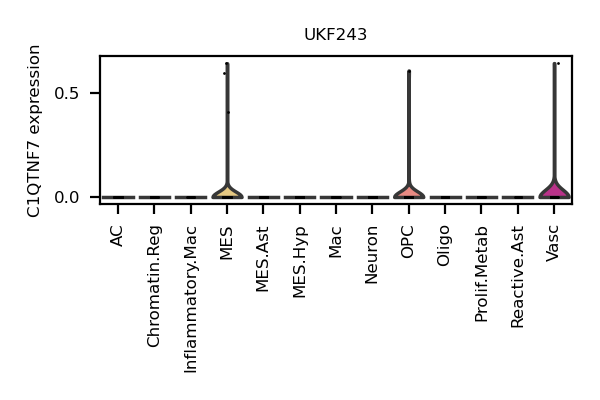 UKF243
C1QTNF7 expression
0.5
0.0
AC
Chromatin.Reg
Inflammatory.Mac
MES
MES.Ast
MES.Hyp
Mac
Neuron
OPC
Oligo
Prolif.Metab
Reactive.Ast
Vasc